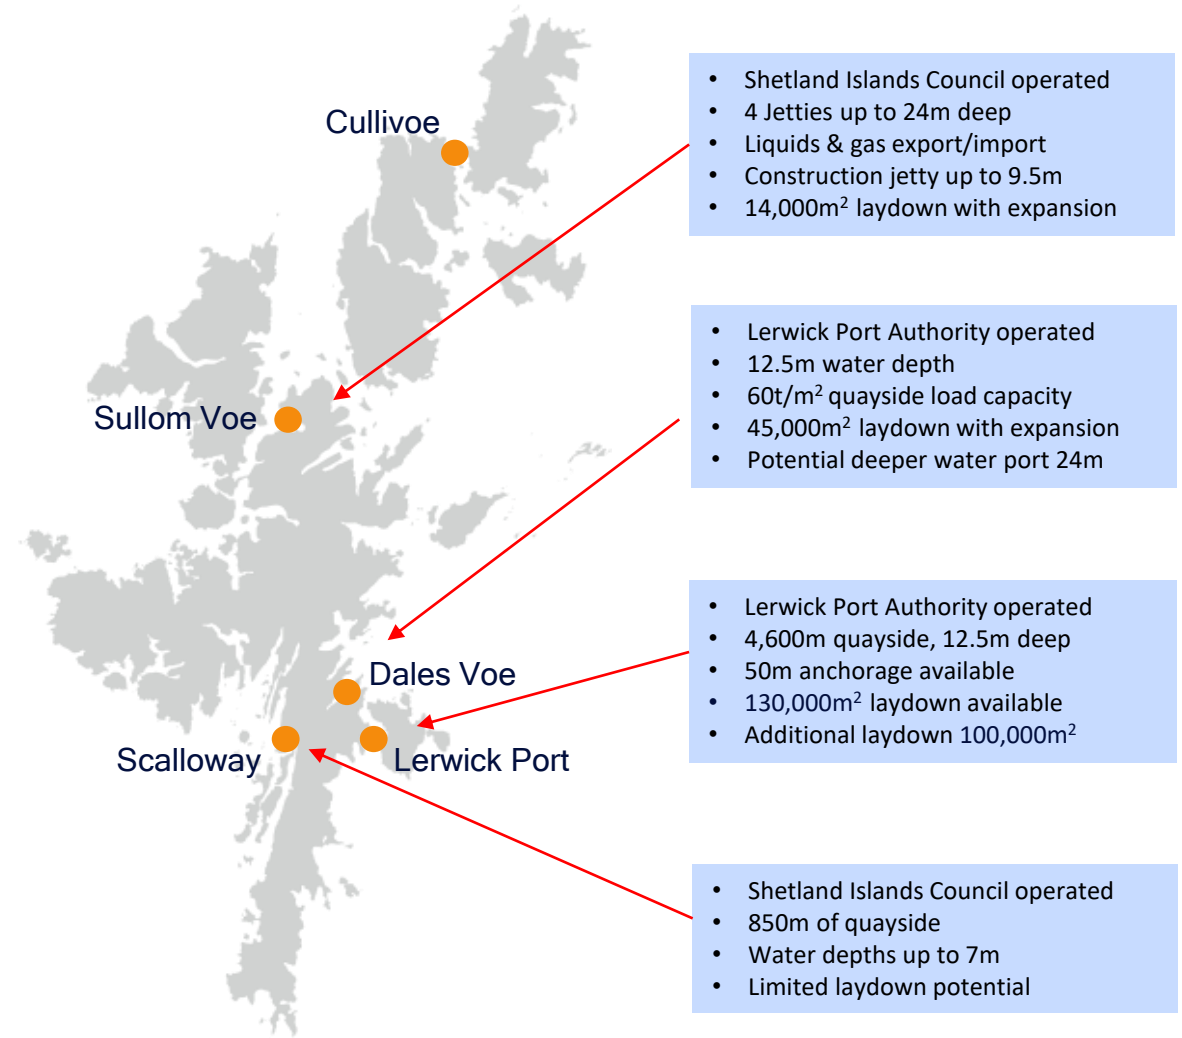 Cullivoe
Sullom Voe
Dales Voe
Scalloway
Lerwick Port
• Shetland Islands Council operated
• 4 Jetties up to 24m deep
• Liquids & gas export/import
• Construction jetty up to 9.5m
• 14,000m² laydown with expansion
• Lerwick Port Authority operated
• 12.5m water depth
• 60t/m² quayside load capacity
• 45,000m² laydown with expansion
• Potential deeper water port 24m
• Lerwick Port Authority operated
• 4,600m quayside, 12.5m deep
• 50m anchorage available
• 130,000m² laydown available
• Additional laydown 100,000m²
• Shetland Islands Council operated
• 850m of quayside
• Water depths up to 7m
• Limited laydown potential